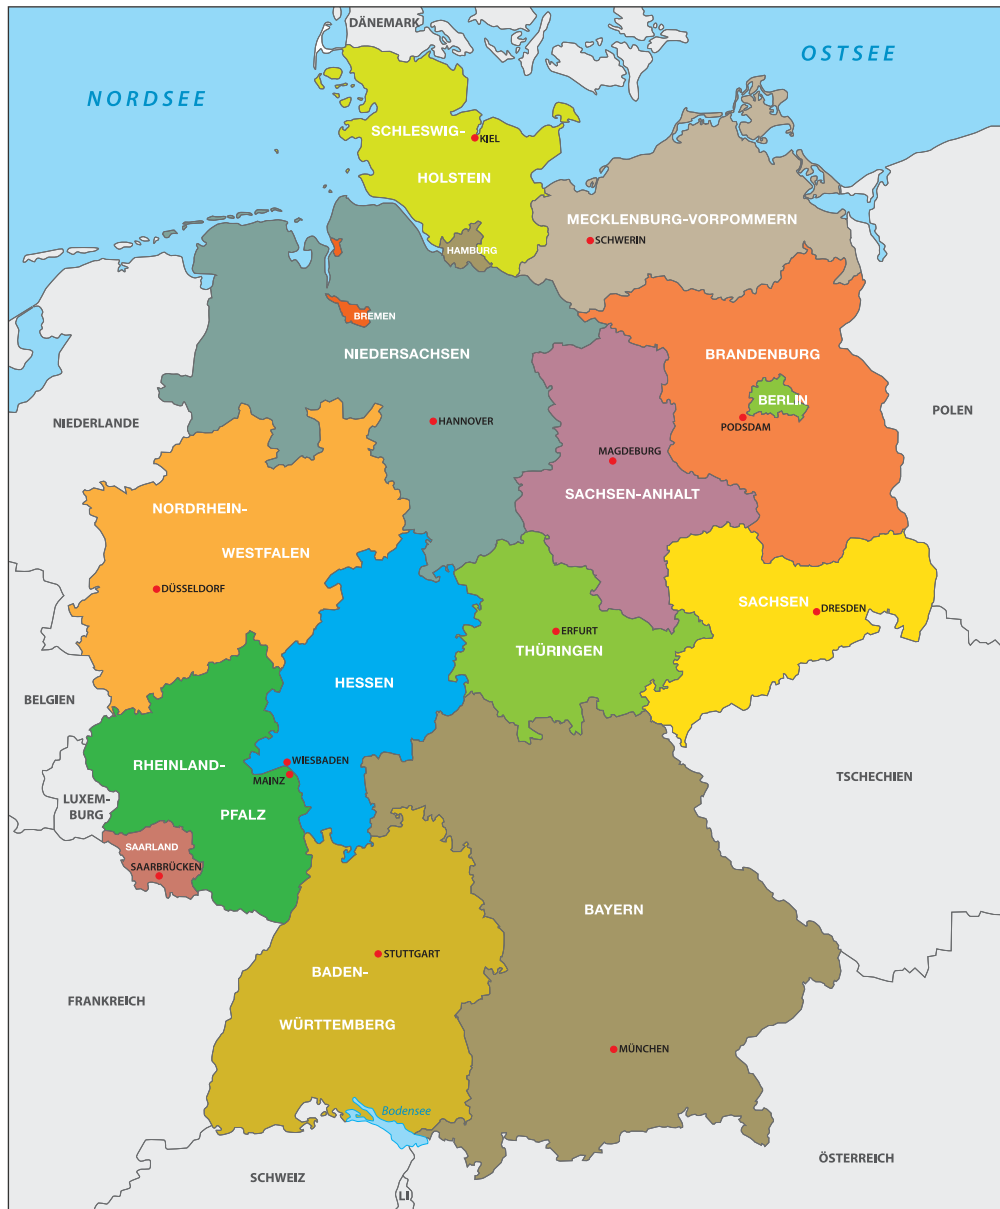 DÄNEMARK
OSTSEE
NORDSEE
SCHLESWIG-
KIEL
HOLSTEIN
MECKLENBURG-VORPOMMERN
SCHWERIN
HAMBURG
BREMEN
NIEDERSACHSEN
BRANDENBURG
BERLIN
POLEN
NIEDERLANDE
HANNOVER
PODSDAM
MAGDEBURG
SACHSEN-ANHALT
NORDRHEIN-
WESTFALEN
DÜSSELDORF
SACHSEN
DRESDEN
ERFURT
THÜRINGEN
HESSEN
BELGIEN
RHEINLAND-
WIESBADEN
MAINZ
TSCHECHIEN
LUXEM-
BURG
PFALZ
SAARLAND
SAARBRÜCKEN
BAYERN
STUTTGART
BADEN-
WÜRTTEMBERG
FRANKREICH
MÜNCHEN
Bodensee
ÖSTERREICH
SCHWEIZ
LI